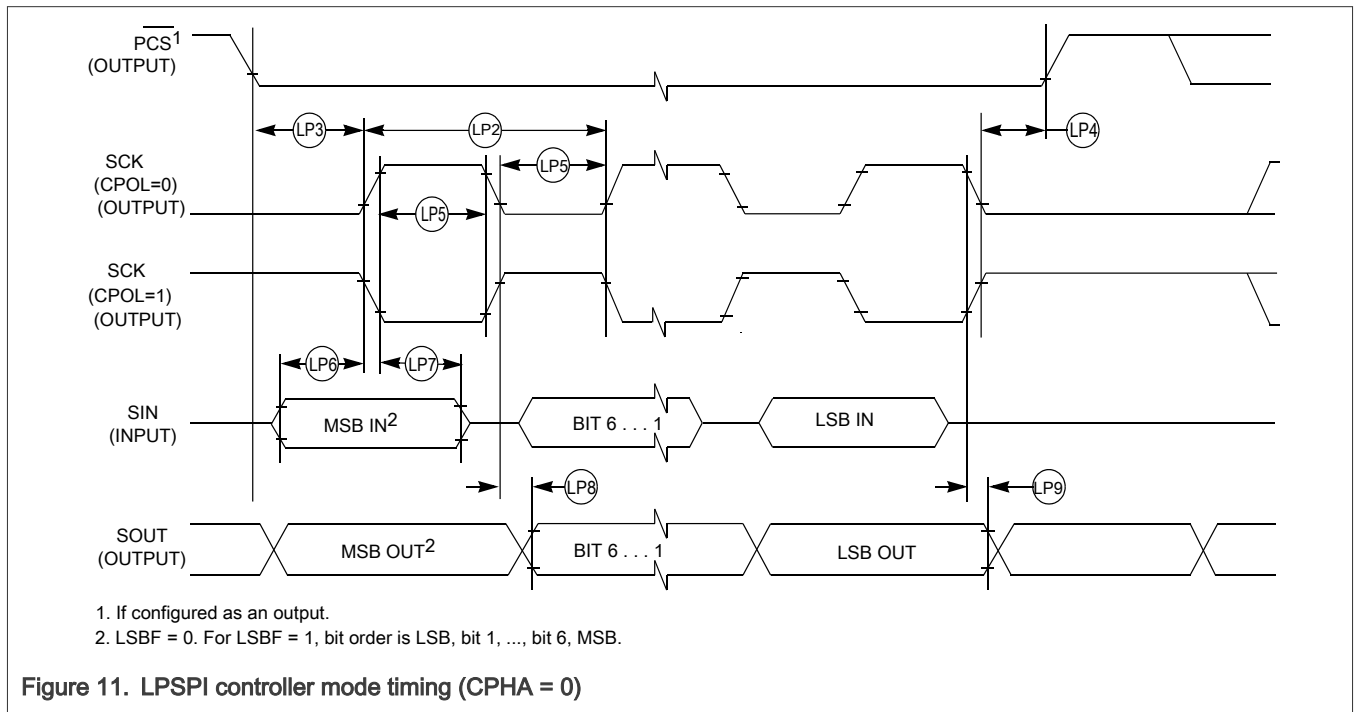 PCS1
(OUTPUT)
LP3
LP2
LP4
SCK
(CPOL=0)
(OUTPUT)
LP5
LP5
SCK
(CPOL=1)
(OUTPUT)
LP6
LP7
SIN
(INPUT)
MSB IN2
BIT 6 . . . 1
LSB IN
LP8
LP9
SOUT
(OUTPUT)
MSB OUT2
BIT 6 . . . 1
LSB OUT
1. If configured as an output.
2. LSBF = 0. For LSBF = 1, bit order is LSB, bit 1, ..., bit 6, MSB.
Figure 11. LPSPI controller mode timing (CPHA = 0)